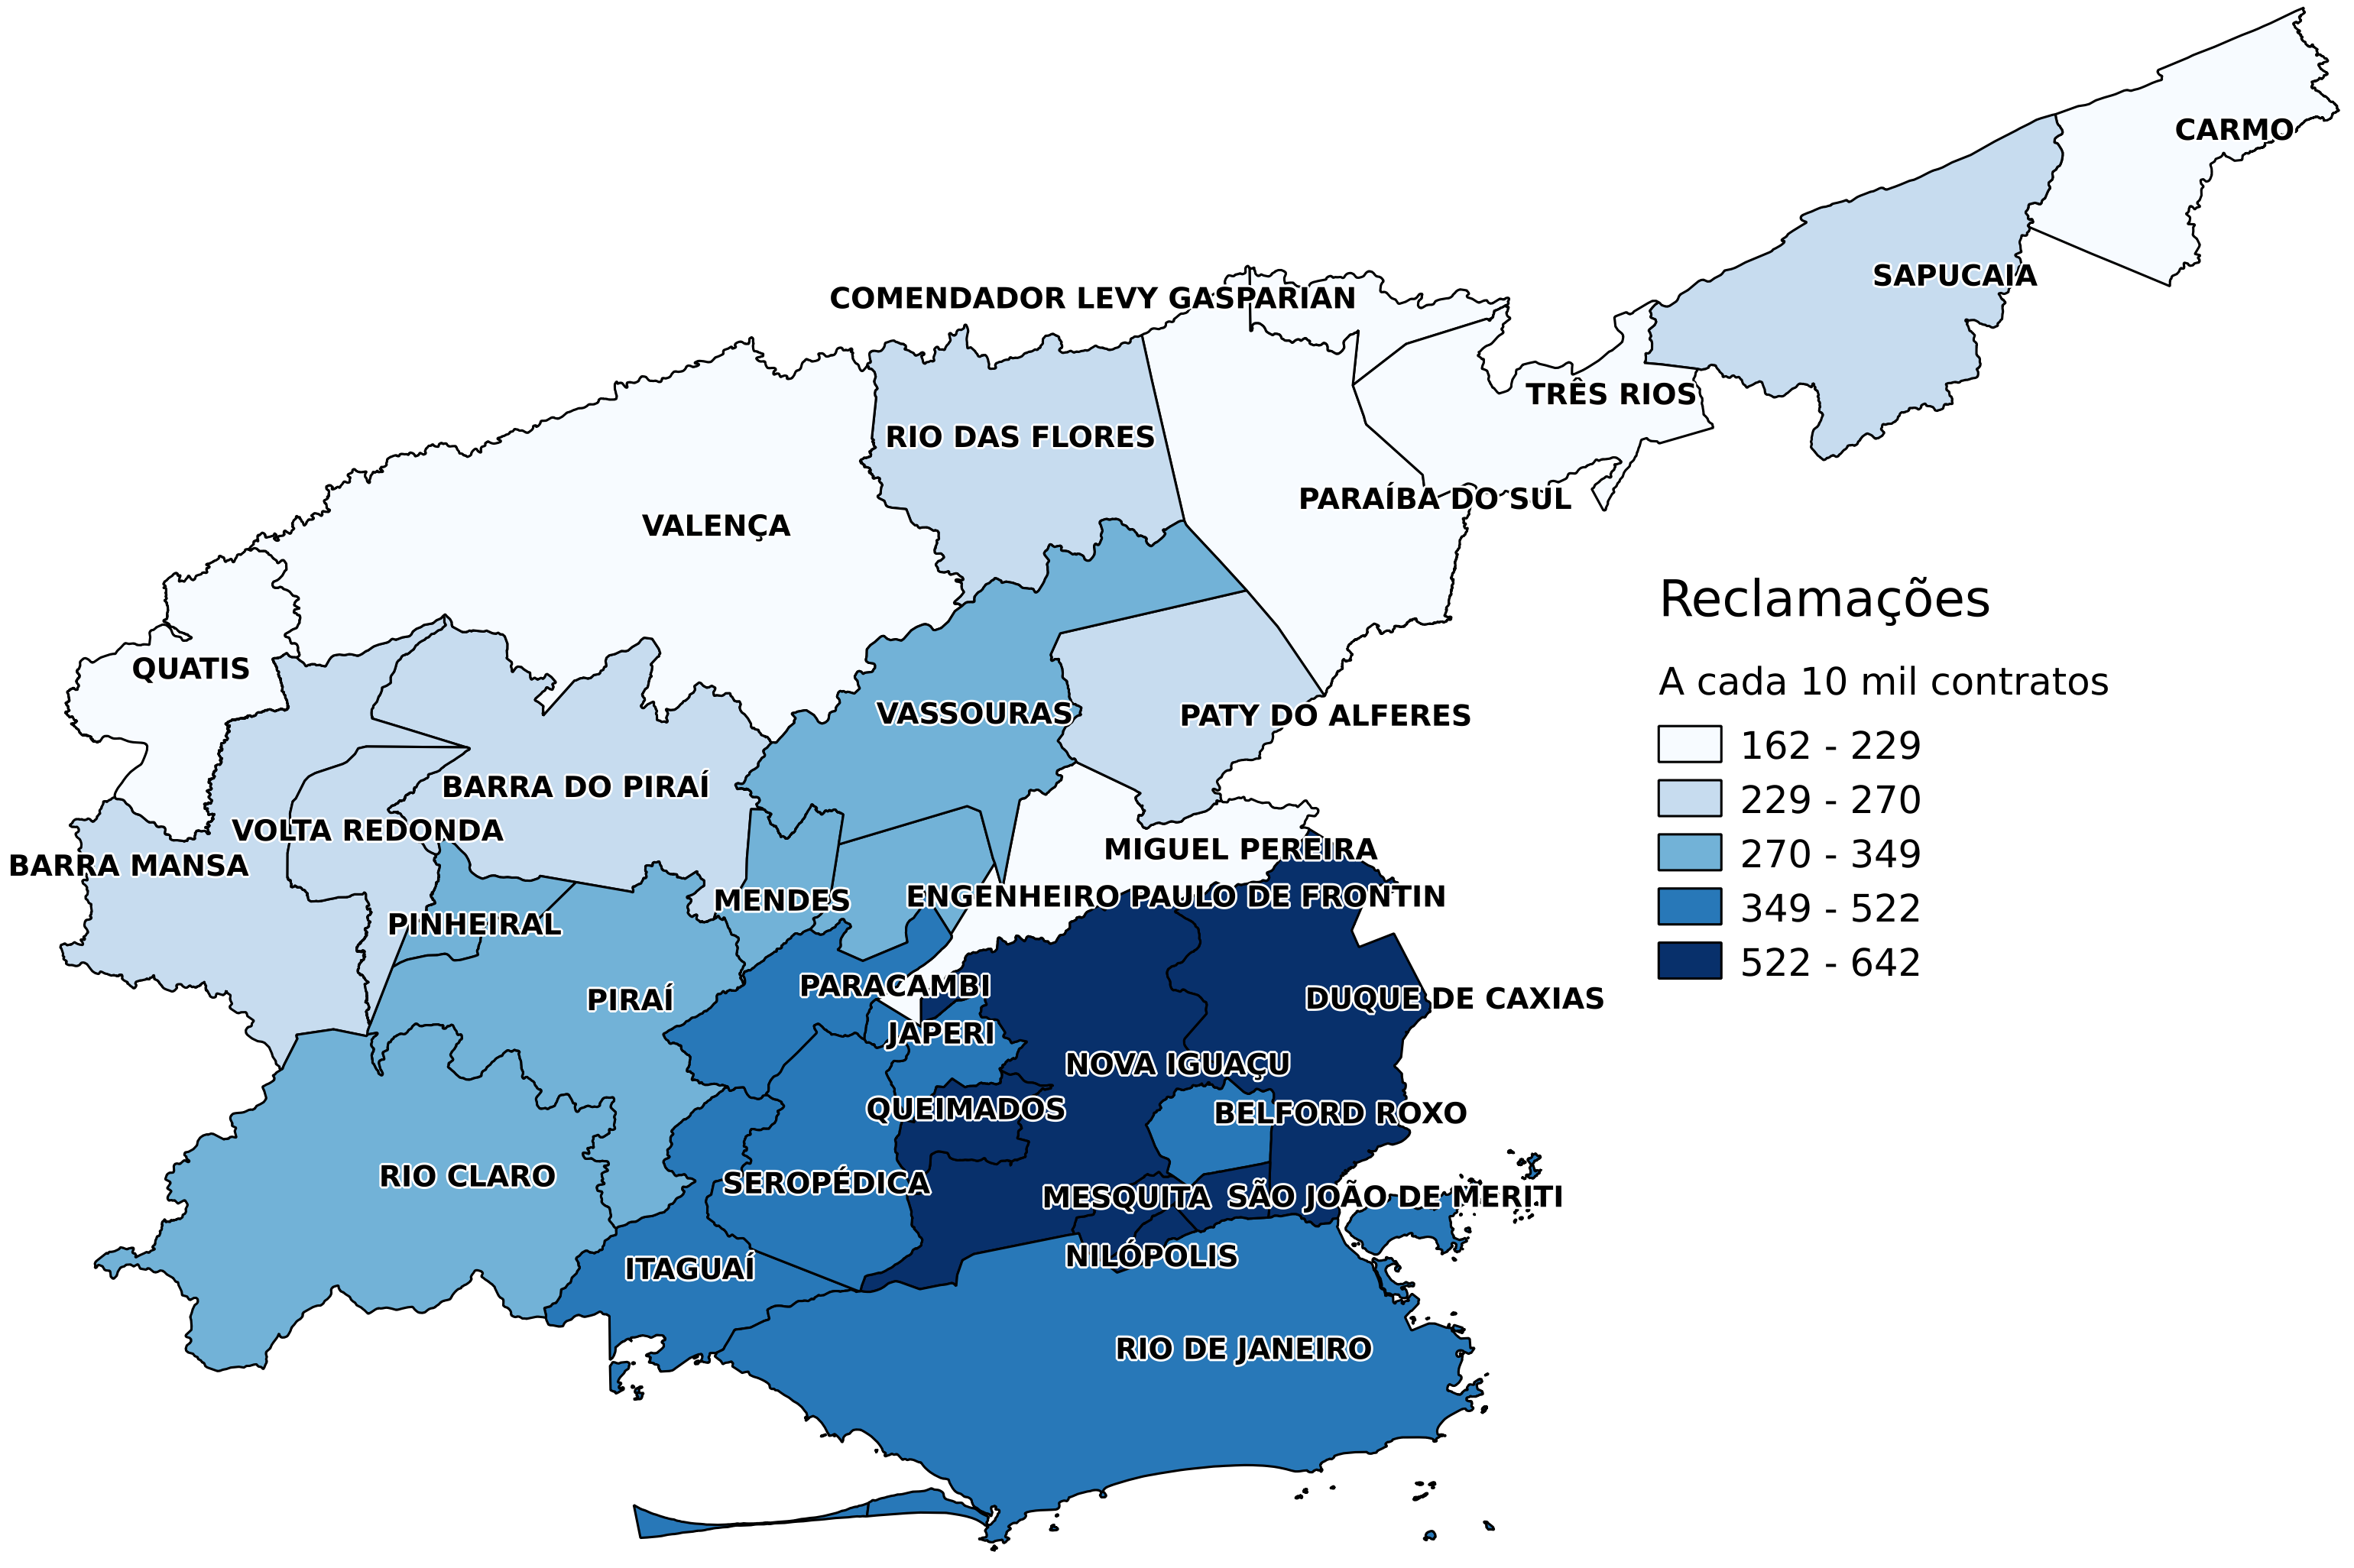 CARMO
SAPUCAIA
COMENDADOR LEVY GASPARIAN
TRÊS RIOS
RIO DAS FLORES
PARAÍBA DO SUL
VALENÇA
QUATIS
VASSOURAS
PATY DO ALFERES
BARRA DO PIRAÍ
VOLTA REDONDA
MIGUEL PEREIRA
BARRA MANSA
ENGENHEIRO PAULO DE FRONTIN
MENDES
PINHEIRAL
PARACAMBI
PIRAÍ
DUQUE DE CAXIAS
JAPERI
NOVA IGUAÇU
QUEIMADOS
BELFORD ROXO
RIO CLARO
SEROPÉDICA
MESQUITA
SÃO JOÃO DE MERITI
NILÓPOLIS
ITAGUAÍ
RIO DE JANEIRO
Reclamações
A cada 10 mil contratos
162 - 229
229 - 270
270 - 349
349 - 522
522 - 642